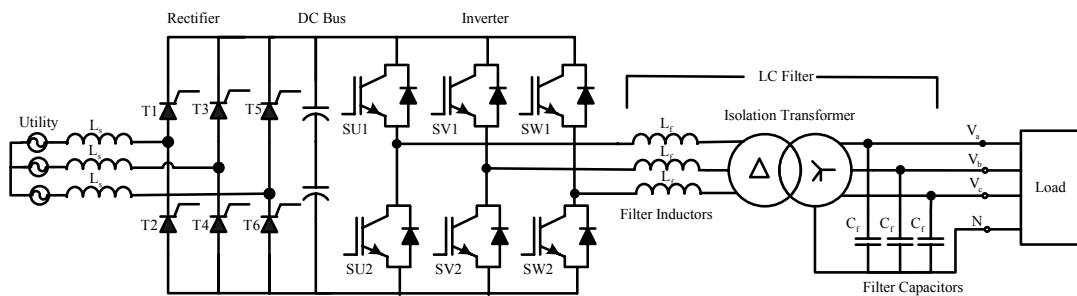 Rectifier
DC Bus
Inverter
LC Filter
Isolation Transformer
Utility
Ls
Ls
Ls
T1
T3
T5
T2
T4
T6
SU1
SV1
SW1
SU2
SV2
SW2
Lf
Lf
Lf
Filter Inductors
Va
Vb
Vc
N
Cf
Cf
Cf
Load
Filter Capacitors